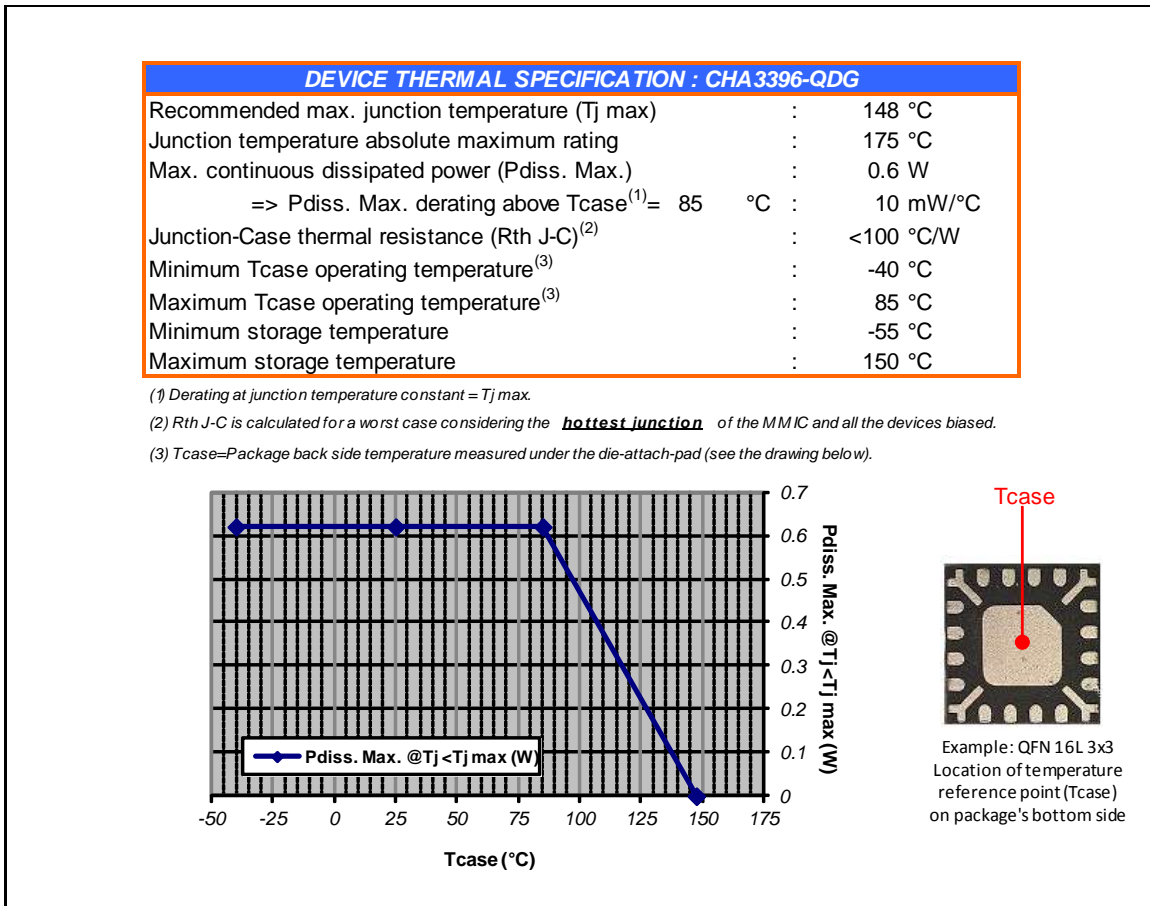 DEVICE THERMAL SPECIFICATION : CHA3396-QDG
Recommended max. junction temperature (Tj max) : 148 °C
Junction temperature absolute maximum rating : 175 °C
Max. continuous dissipated power (Pdiss. Max.) : 0.6 W
=> Pdiss. Max. derating above Tcase(1)= 85 °C : 10 mW/°C
Junction-Case thermal resistance (Rth J-C)(2) : <100 °C/W
Minimum Tcase operating temperature(3) : -40 °C
Maximum Tcase operating temperature(3) : 85 °C
Minimum storage temperature : -55 °C
Maximum storage temperature : 150 °C
(1) Derating at junction temperature constant = Tj max.
(2) Rth J-C is calculated for a worst case considering the hottest junction of the MMIC and all the devices biased.
(3) Tcase=Package back side temperature measured under the die-attach-pad (see the drawing below).
0.7
0.6
0.5
0.4
0.3
0.2
0.1
0
Pdiss. Max. @Tj<Tj max (W)
Pdiss. Max. @Tj<Tj max (W)
-50 -25 0 25 50 75 100 125 150 175
Tcase (°C)
Tcase
Example: QFN 16L 3x3
Location of temperature
reference point (Tcase)
on package's bottom side